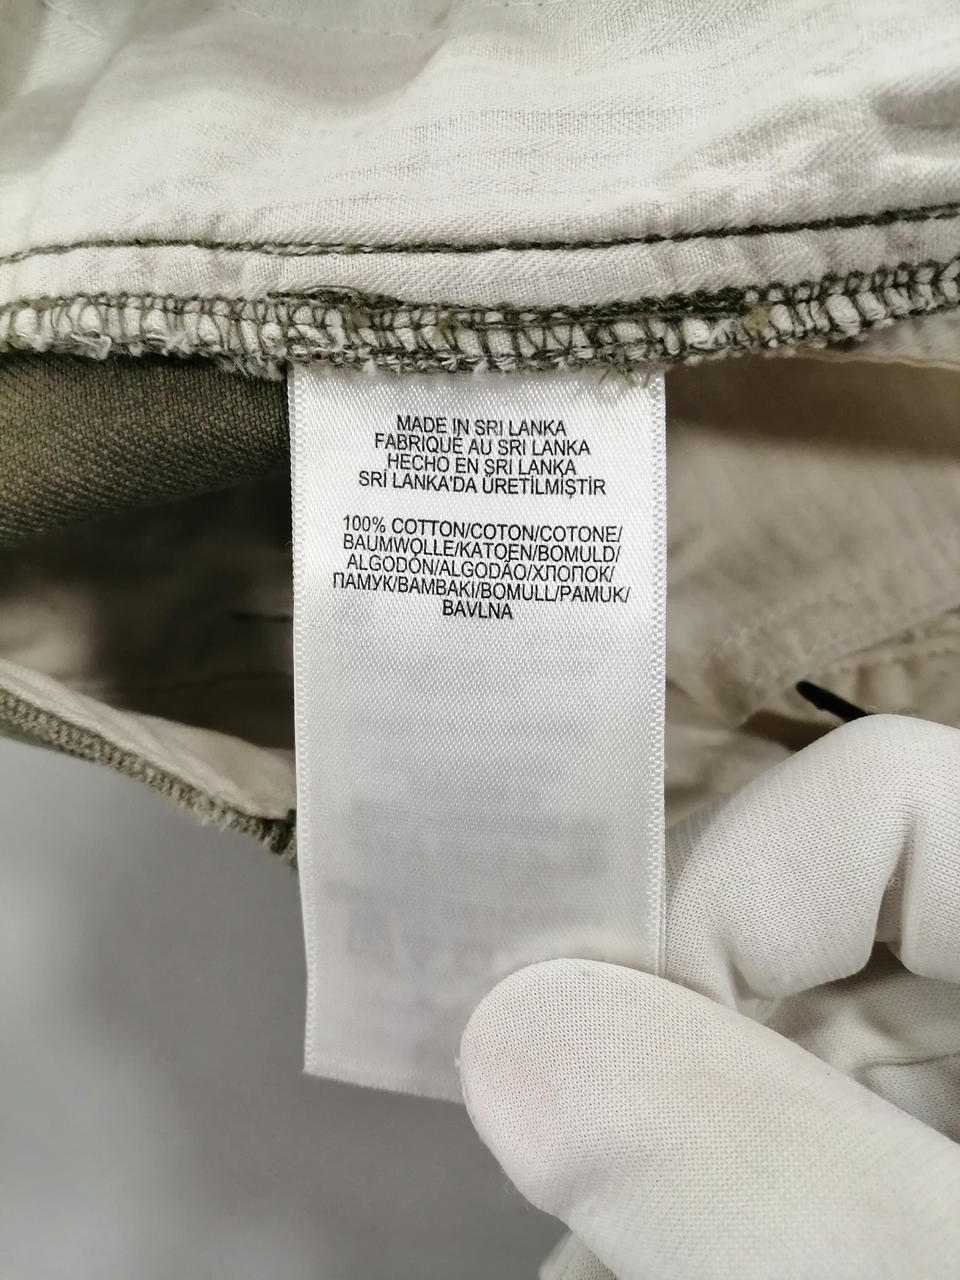 MADE IN SRI LANKA
FABRIQUÉ AU SRI LANKA
HECHO EN SRI LANKA
SRİ LANKA'DA ÜRETİLMİŞTİR
100% COTTON/COTON/COTONE/
BAUMWOLLE/KATOEN/BOMULD/
ALGODÓN/ALGODÃO/ХЛОПОК/
ПАМУК/BAMBAKI/BOMULL/PAMUK/
BAVLNA